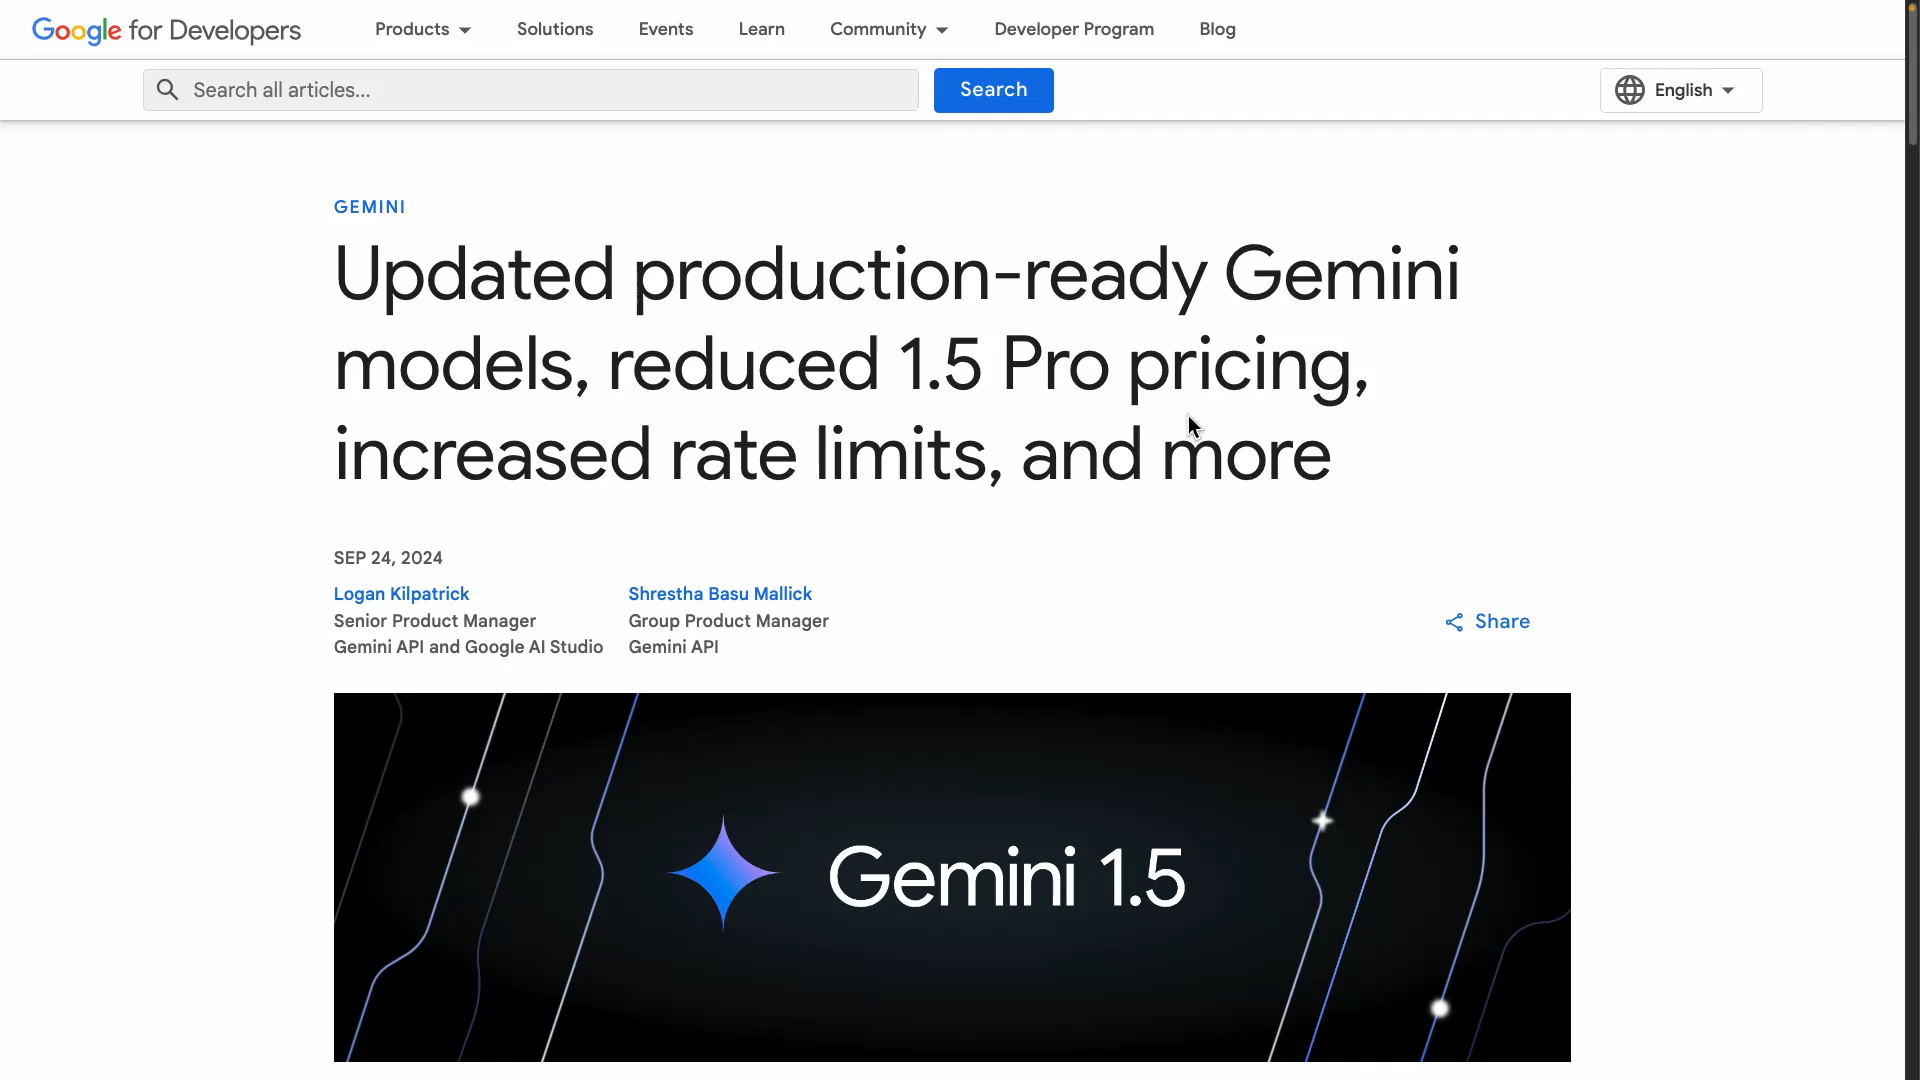 Google for Developers
Products
Solutions
Events
Learn
Community
Developer Program
Blog
Search all articles...
Search
English
GEMINI
Updated production-ready Gemini
models, reduced 1.5 Pro pricing,
increased rate limits, and more
SEP 24, 2024
Logan Kilpatrick
Senior Product Manager
Gemini API and Google AI Studio
Shrestha Basu Mallick
Group Product Manager
Gemini API
Share
Gemini 1.5